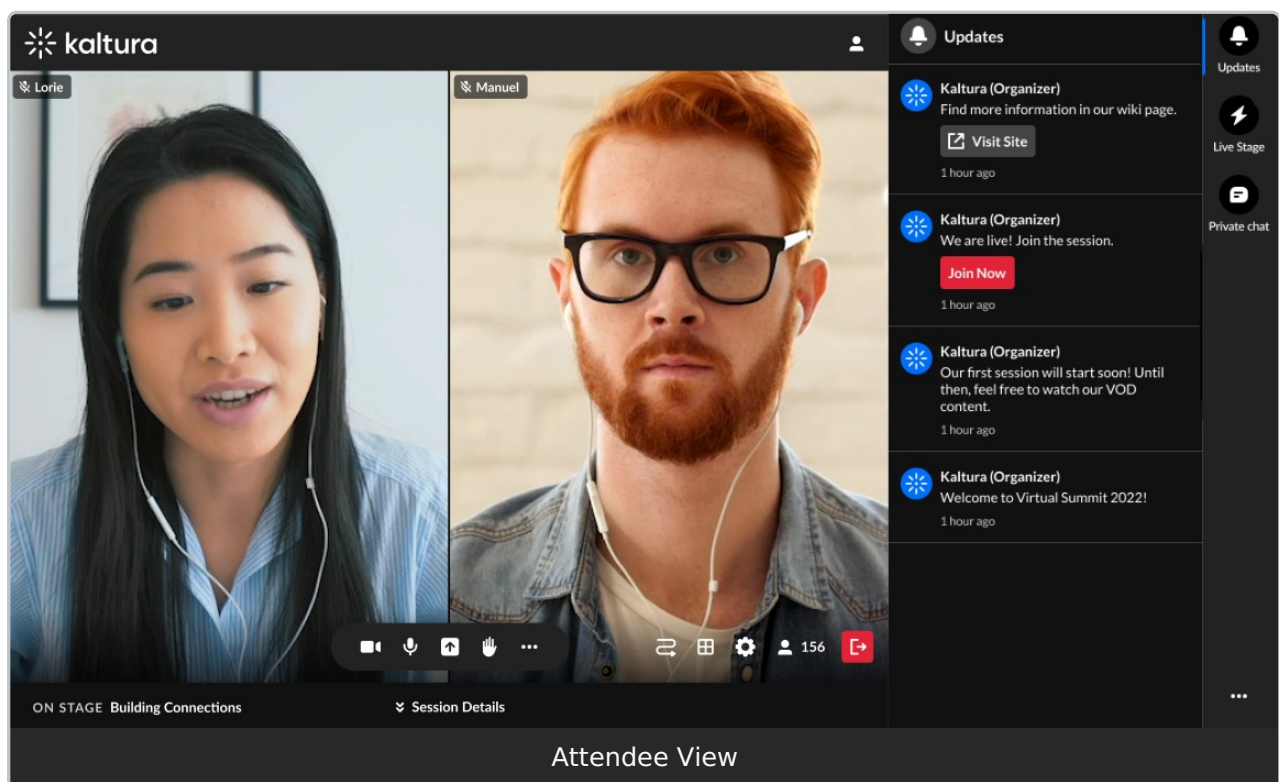 kaltura
Lorie
Manuel
156
ON STAGE Building Connections
Session Details
Updates
Kaltura (Organizer)
Find more information in our wiki page.
Visit Site
1 hour ago
Kaltura (Organizer)
We are live! Join the session.
Join Now
1 hour ago
Kaltura (Organizer)
Our first session will start soon! Until
then, feel free to watch our VOD
content.
1 hour ago
Kaltura (Organizer)
Welcome to Virtual Summit 2022!
1 hour ago
Updates
Live Stage
Private chat
Attendee View